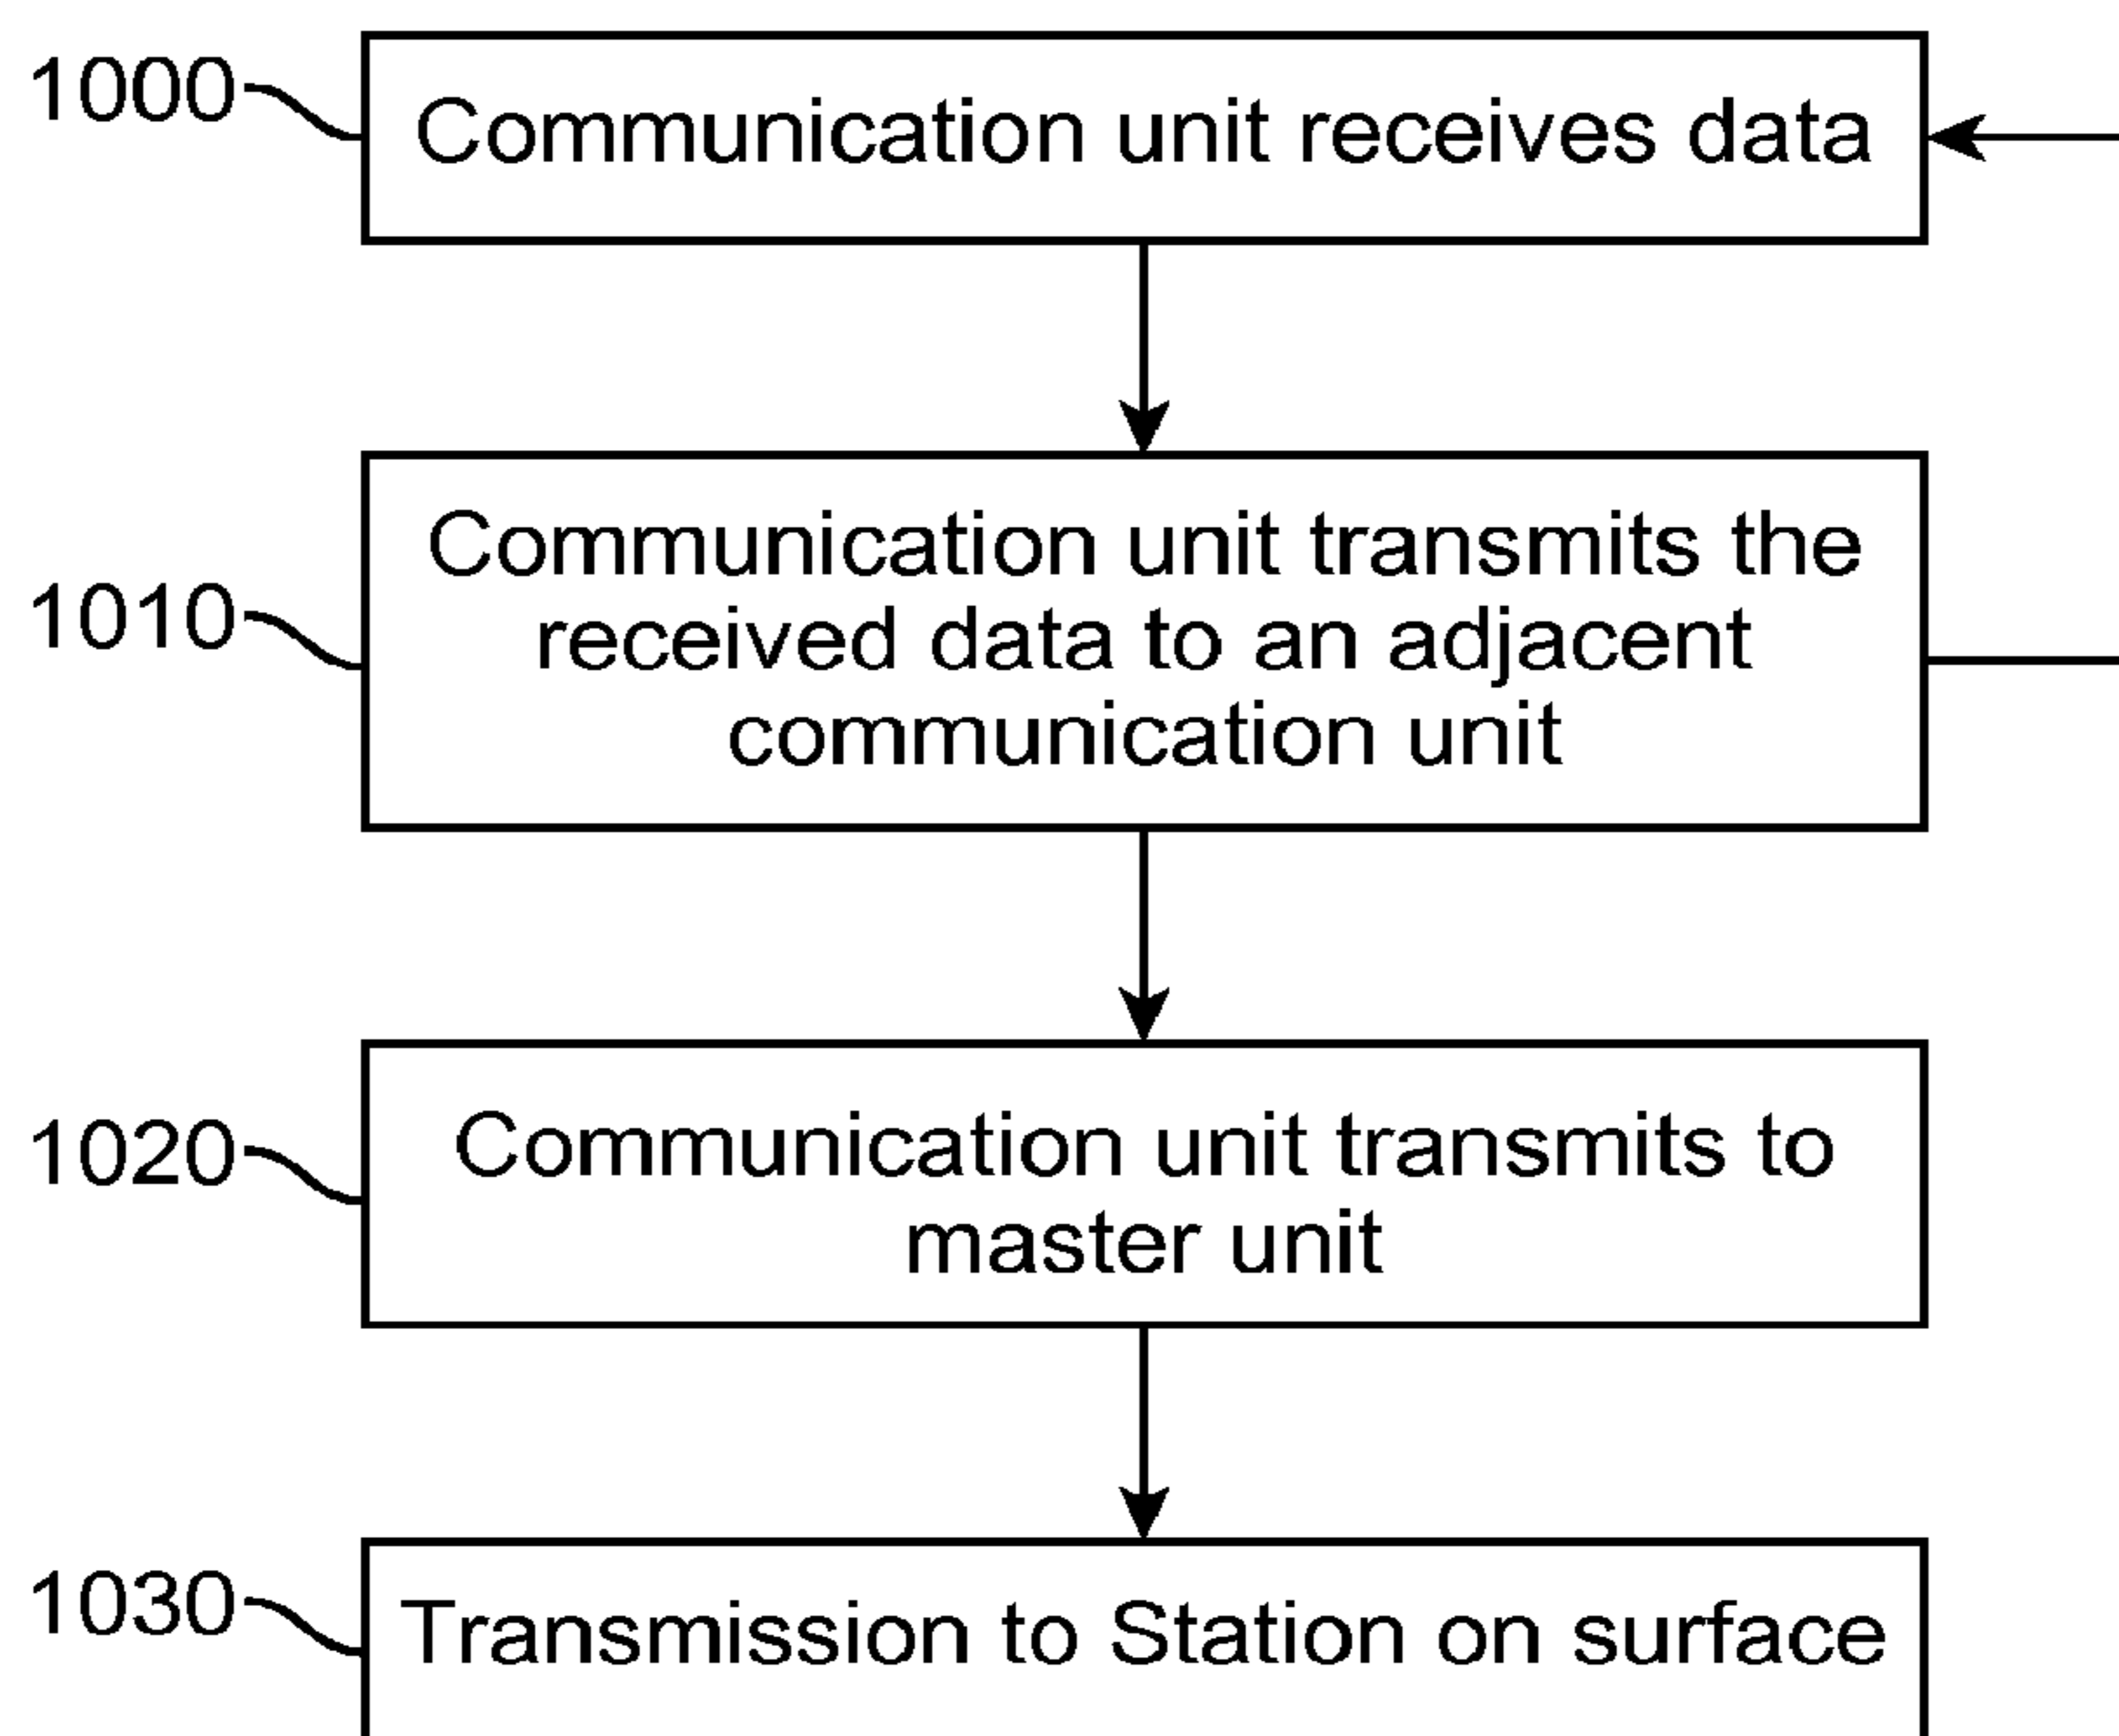 1000
Communication unit receives data
1010
Communication unit transmits the
received data to an adjacent
communication unit
1020
Communication unit transmits to
master unit
1030
Transmission to Station on surface